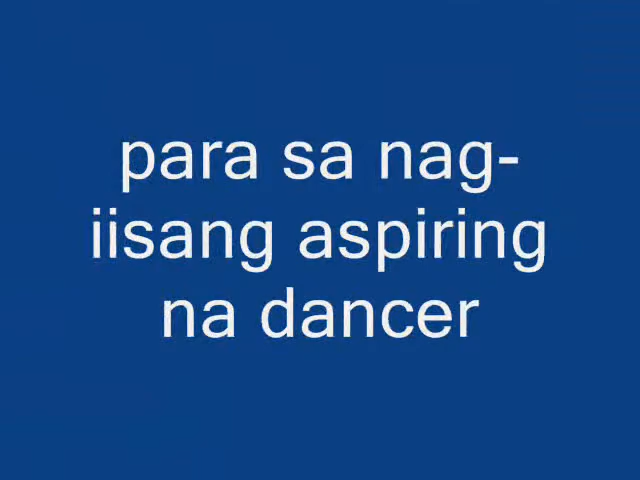 para sa nag-
iisang aspiring
na dancer